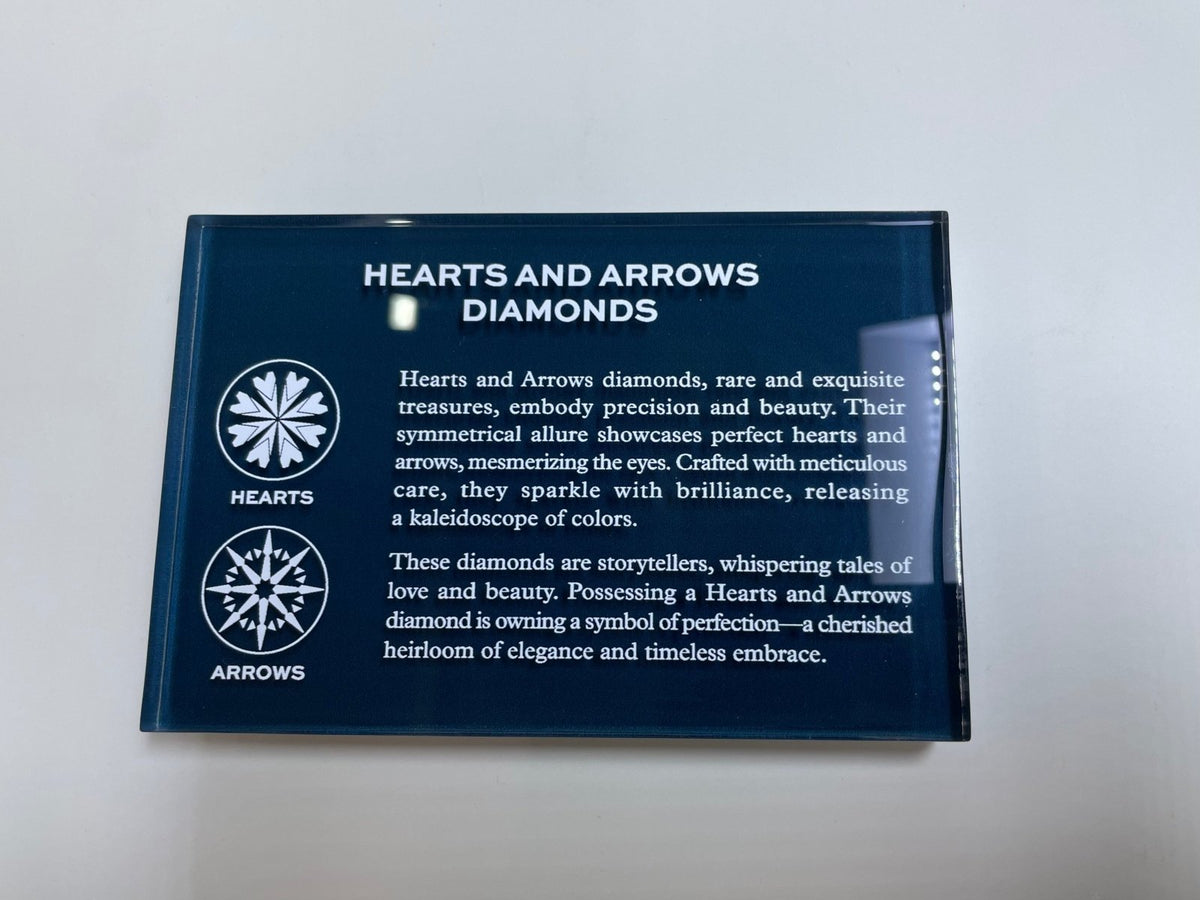 HEARTS AND ARROWS
DIAMONDS
Hearts and Arrows diamonds, rare and exquisite
treasures, embody precision and beauty. Their
symmetrical allure showcases perfect hearts and
arrows, mesmerizing the eyes. Crafted with meticulous
care, they sparkle with brilliance, releasing
a kaleidoscope of colors.
HEARTS
These diamonds are storytellers, whispering tales of
love and beauty. Possessing a Hearts and Arrows
diamond is owning a symbol of perfection—a cherished
heirloom of elegance and timeless embrace.
ARROWS